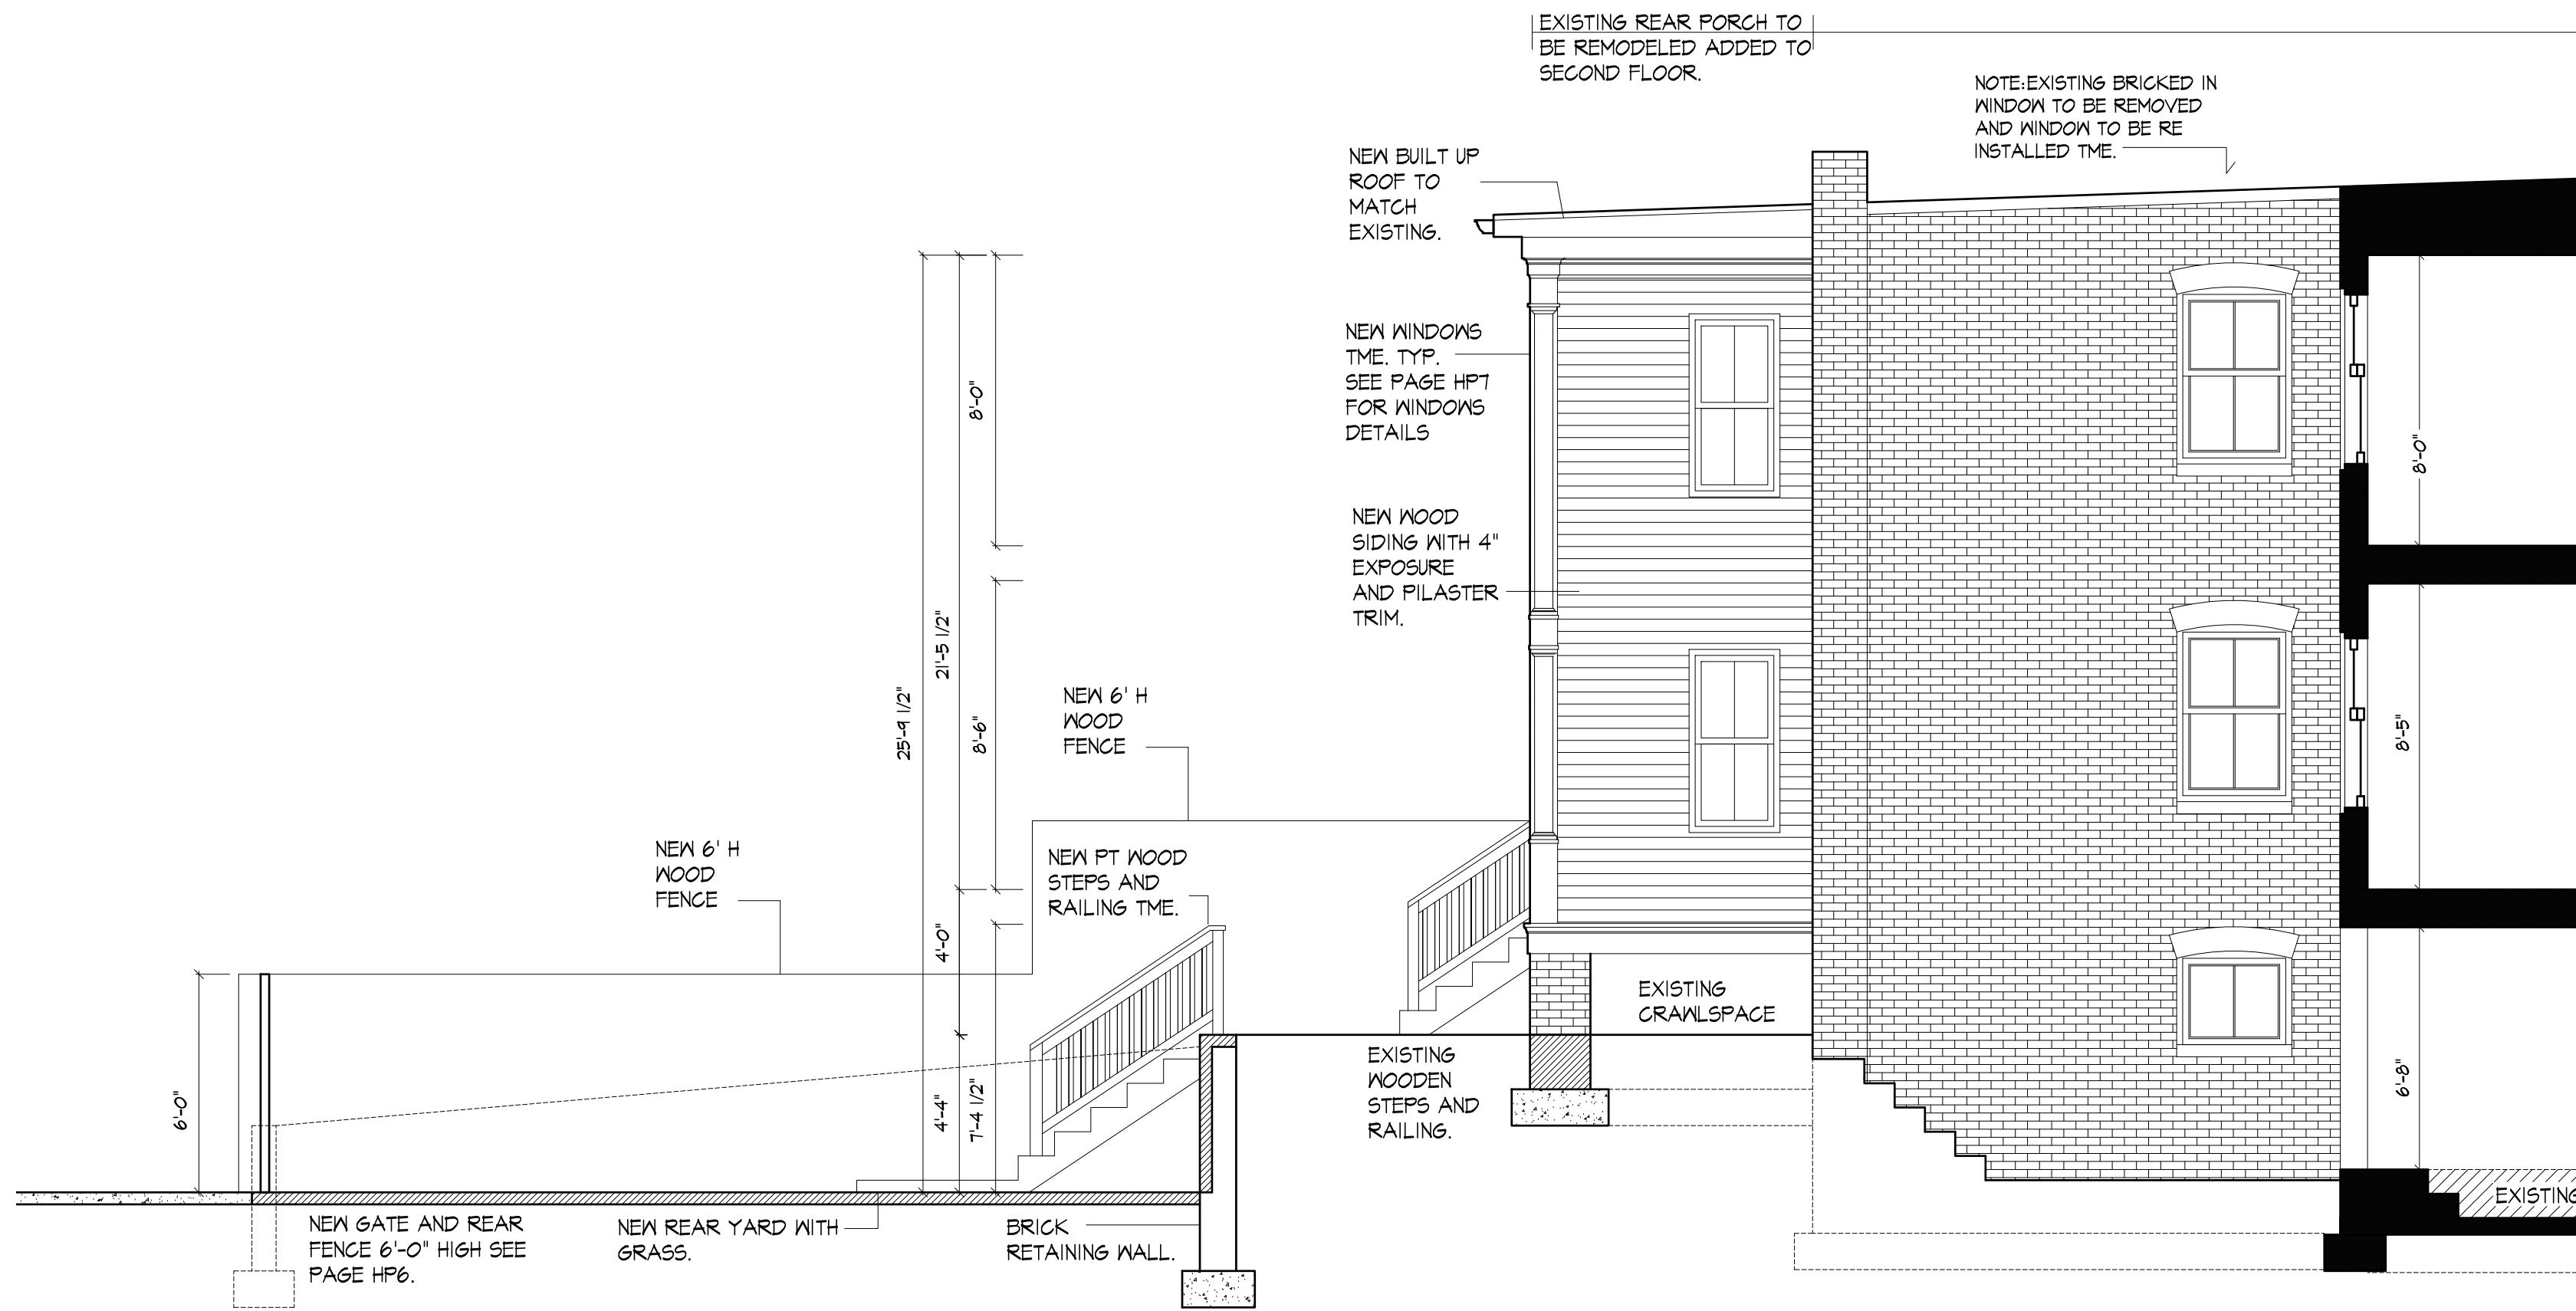 EXISTING REAR PORCH TO
BE REMODELED ADDED TO
SECOND FLOOR.
NOTE:EXISTING BRICKED IN
WINDOW TO BE REMOVED
AND WINDOW TO BE RE
INSTALLED TME.
NEW BUILT UP
ROOF TO
MATCH
EXISTING.
NEW WINDOWS
TME. TYP.
SEE PAGE HP7
FOR WINDOWS
DETAILS
NEW WOOD
SIDING WITH 4"
EXPOSURE
AND PILASTER
TRIM.
8'-0"
21'-5 1/2"
25'-9 1/2"
8'-6"
8'-0"
8'-5"
6'-8"
NEW 6' H
WOOD
FENCE
NEW 6' H
WOOD
FENCE
NEW PT WOOD
STEPS AND
RAILING TME.
4'-0"
4'-4"
7'-4 1/2"
6'-0"
EXISTING
CRAWLSPACE
EXISTING
WOODEN
STEPS AND
RAILING.
EXISTING
NEW GATE AND REAR
FENCE 6'-0" HIGH SEE
PAGE HP6.
NEW REAR YARD WITH
GRASS.
BRICK
RETAINING WALL.